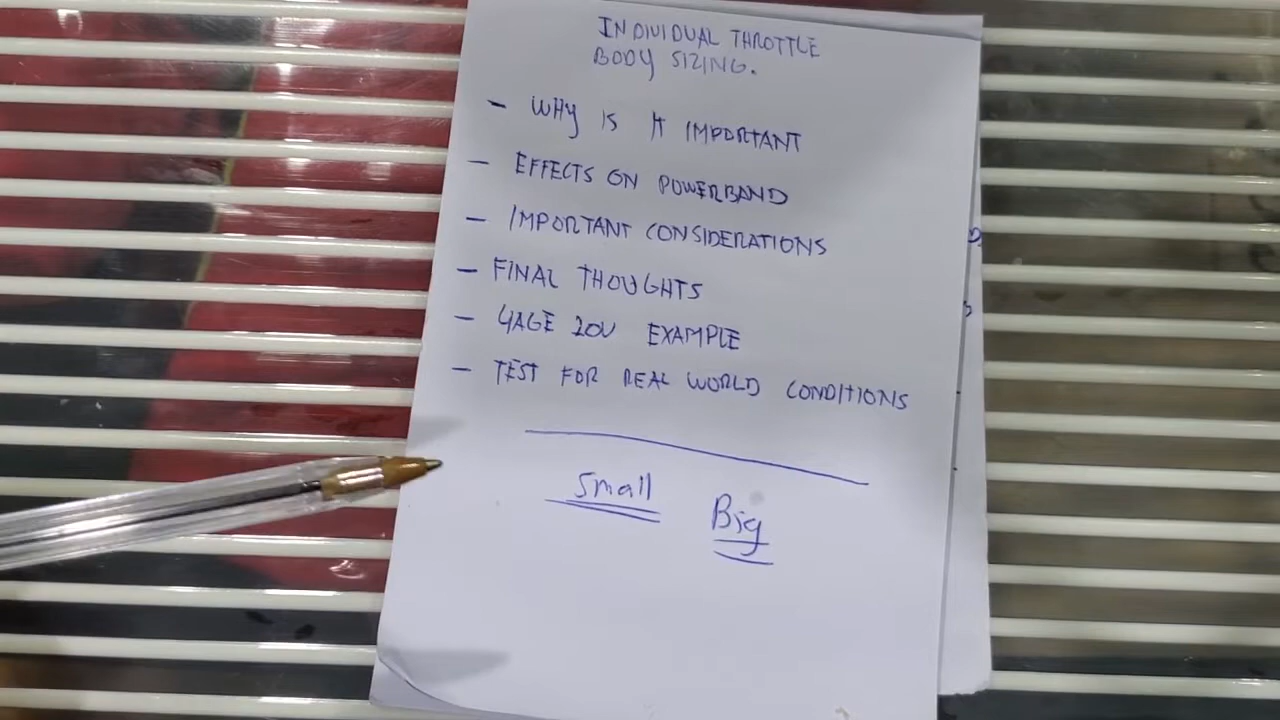 INDIVIDUAL THROTTLE
BODY SIZING.
- WHY IS IT IMPORTANT
- EFFECTS ON POWERBAND
- IMPORTANT CONSIDERATIONS
- FINAL THOUGHTS
- 4AGE 20V EXAMPLE
- TEST FOR REAL WORLD CONDITIONS
Small Big